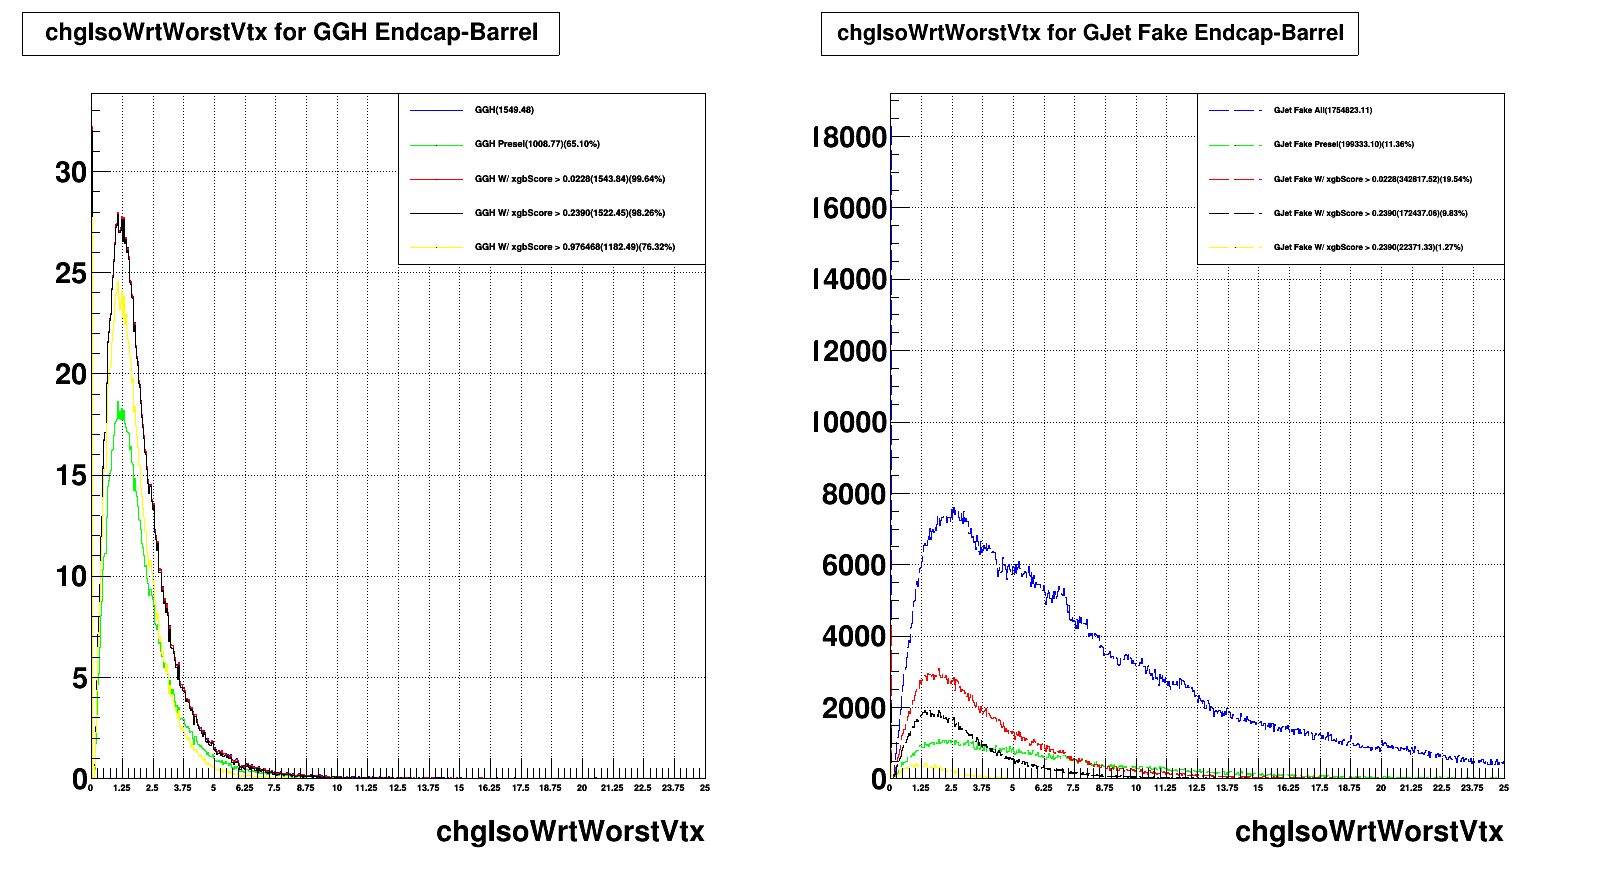 chgIsoWrtWorstVtx for GGH Endcap-Barrel
GGH(1549.48)
GGH Presel(1008.77)(65.10%)
GGH W/ xgbScore > 0.0228(1543.84)(99.64%)
GGH W/ xgbScore > 0.2390(1522.45)(98.26%)
GGH W/ xgbScore > 0.976468(1182.49)(76.32%)
30
25
20
15
10
5
0
0 1.25 2.5 3.75 5 6.25 7.5 8.75 10 11.25 12.5 13.75 15 16.25 17.5 18.75 20 21.25 22.5 23.75 25
chgIsoWrtWorstVtx
chgIsoWrtWorstVtx for GJet Fake Endcap-Barrel
GJet Fake All(1754823.11)
GJet Fake Presel(199333.10)(11.36%)
GJet Fake W/ xgbScore > 0.0228(342817.52)(19.54%)
GJet Fake W/ xgbScore > 0.2390(172437.06)(9.83%)
GJet Fake W/ xgbScore > 0.2390(22371.33)(1.27%)
18000
16000
14000
12000
10000
8000
6000
4000
2000
0
0 1.25 2.5 3.75 5 6.25 7.5 8.75 10 11.25 12.5 13.75 15 16.25 17.5 18.75 20 21.25 22.5 23.75 25
chgIsoWrtWorstVtx